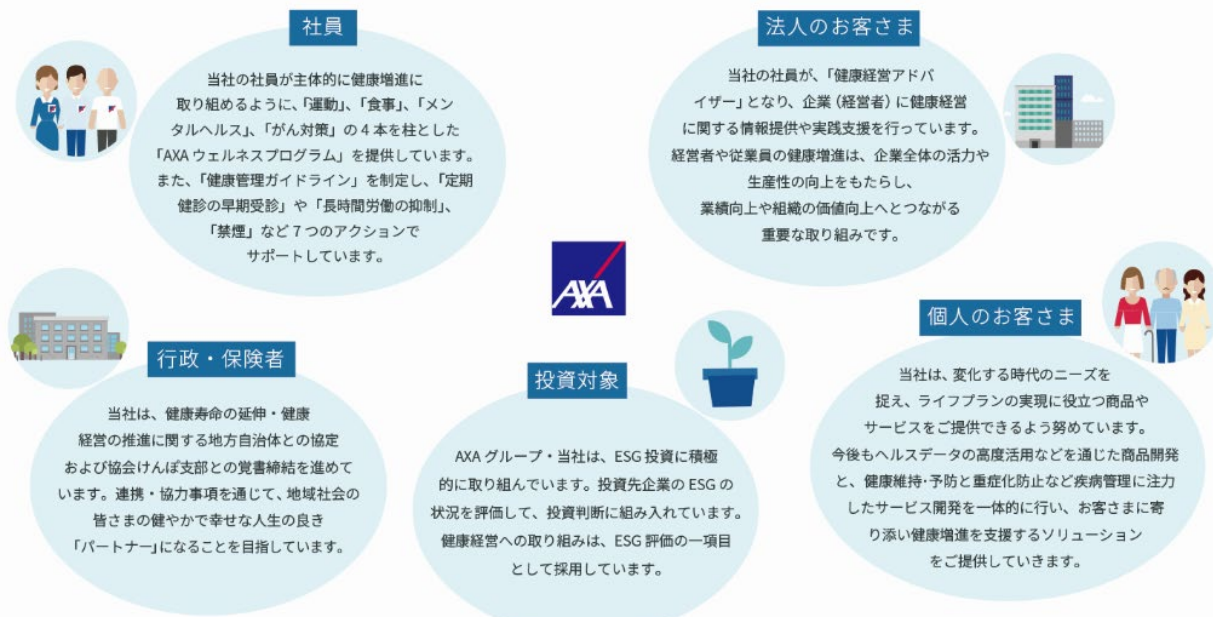 社員
当社の社員が主体的に健康増進に
取り組めるように、「運動」、「食事」、「メン
タルヘルス」、「がん対策」の4本を柱とした
「AXAウェルネスプログラム」を提供しています。
また、「健康管理ガイドライン」を制定し、「定期
健診の早期受診」や「長時間労働の抑制」、
「禁煙」など7つのアクションで
サポートしています。
法人のお客さま
当社の社員が、「健康経営アドバ
イザー」となり、企業（経営者）に健康経営
に関する情報提供や実践支援を行っています。
経営者や従業員の健康増進は、企業全体の活力や
生産性の向上をもたらし、
業績向上や組織の価値向上へとつながる
重要な取り組みです。
AXA
行政・保険者
当社は、健康寿命の延伸・健康
経営の推進に関する地方自治体との協定
および協会けんぽ支部との覚書締結を進めて
います。連携・協力事項を通じて、地域社会の
皆さまの健やかで幸せな人生の良き
「パートナー」になることを目指しています。
投資対象
AXAグループ・当社は、ESG投資に積極
的に取り組んでいます。投資先企業のESGの
状況を評価して、投資判断に組み入れています。
健康経営への取り組みは、ESG評価の一項目
として採用しています。
個人のお客さま
当社は、変化する時代のニーズを
捉え、ライフプランの実現に役立つ商品や
サービスをご提供できるよう努めています。
今後もヘルスデータの高度活用などを通じた商品開発
と、健康維持・予防と重症化防止など疾病管理に注力
したサービス開発を一体的に行い、お客さまに寄
り添い健康増進を支援するソリューション
をご提供していきます。